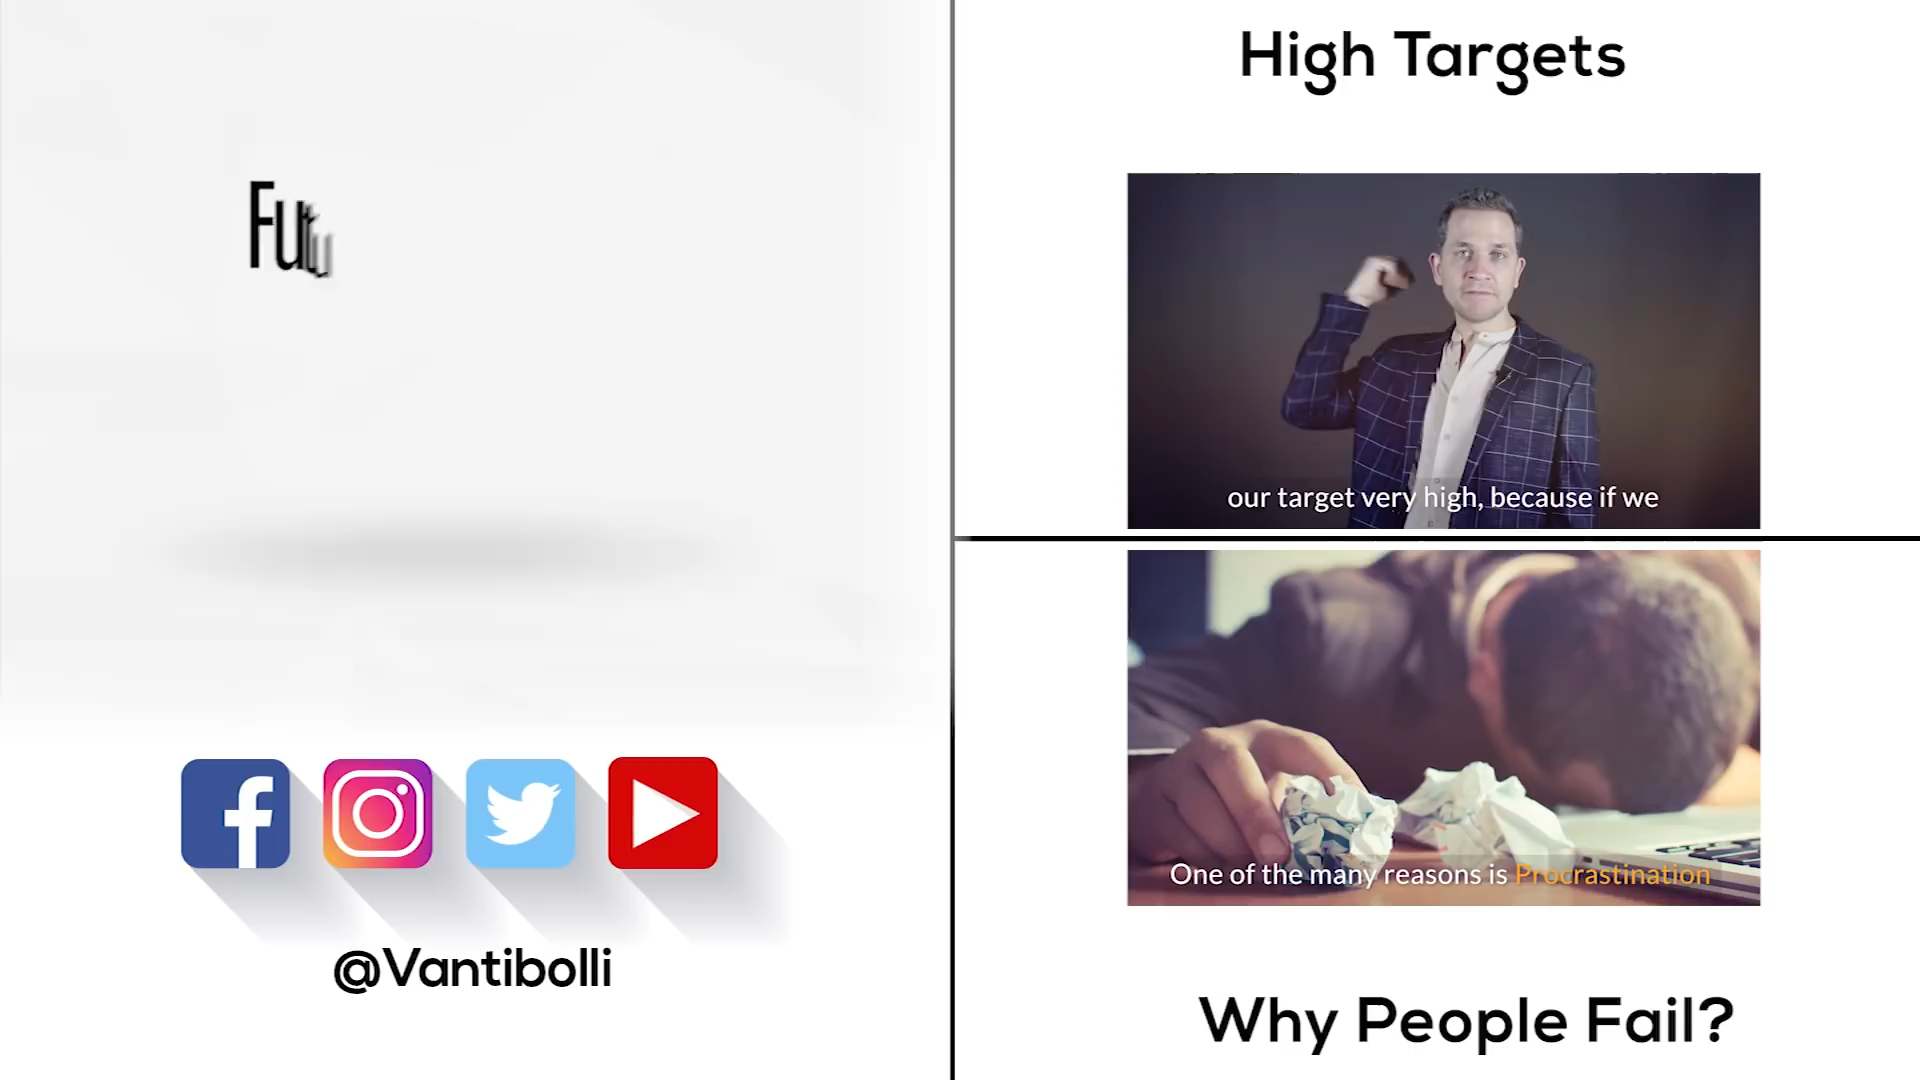 Futu
@Vantibolli
High Targets
our target very high, because if we
One of the many reasons is Procrastination
Why People Fail?